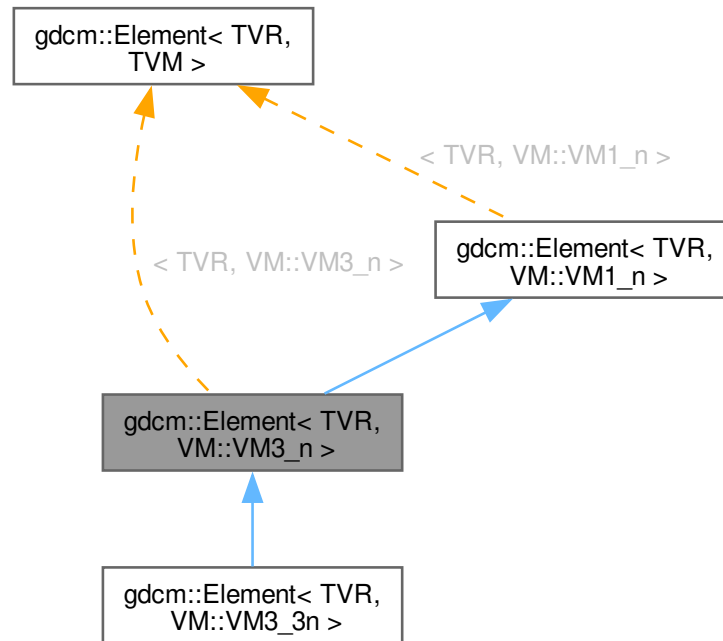 gdcm::Element< TVR,
TVM >
< TVR, VM::VM1_n >
gdcm::Element< TVR,
VM::VM1_n >
< TVR, VM::VM3_n >
gdcm::Element< TVR,
VM::VM3_n >
gdcm::Element< TVR,
VM::VM3_3n >